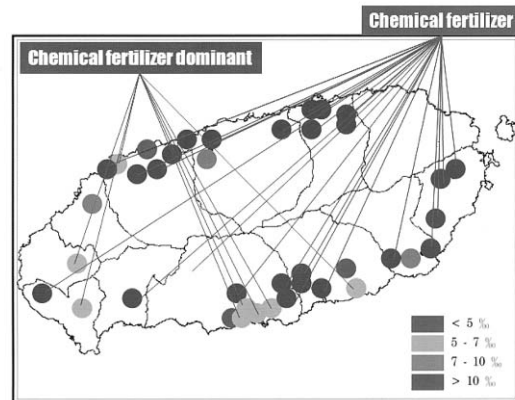 Chemical fertilizer
Chemical fertilizer dominant
< 5 ‰
5 - 7 ‰
7 - 10 ‰
> 10 ‰